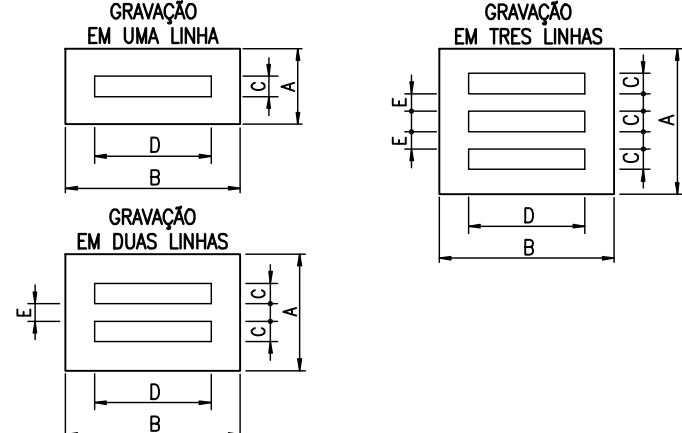 GRAVAÇÃO
EM UMA LINHA
C
A
D
B
GRAVAÇÃO
EM TRES LINHAS
E
E
C
C
C
A
D
B
GRAVAÇÃO
EM DUAS LINHAS
E
C
C
A
D
B